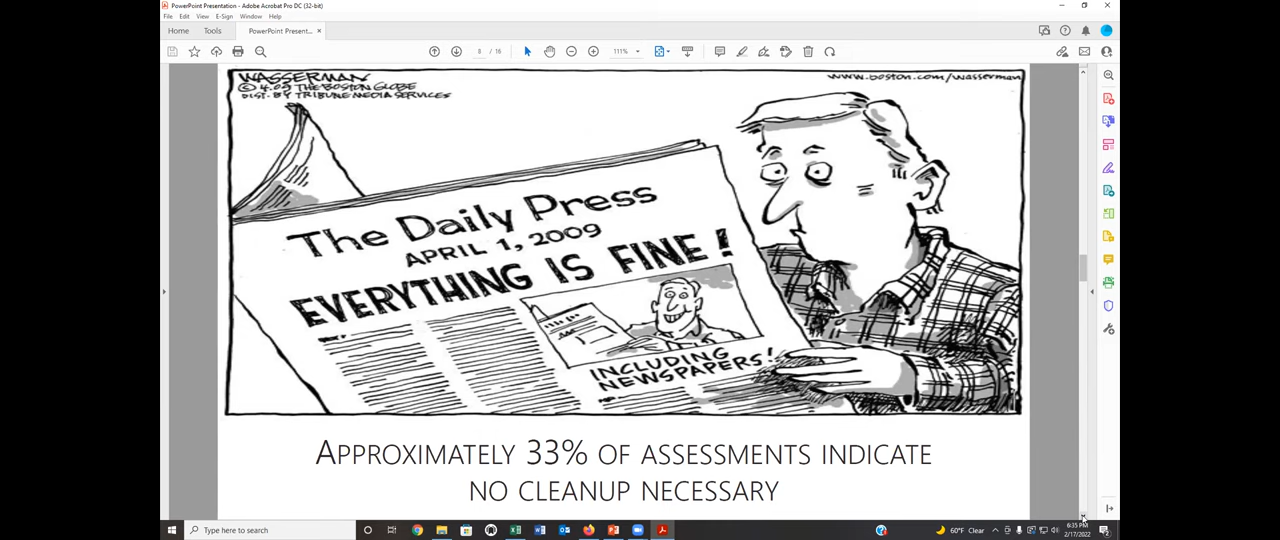 PowerPoint Presentation - Adobe Acrobat Pro DC (32-bit)
File Edit View E-Sign Window Help
Home Tools PowerPoint Present... ×
8 / 16 111%
WASSERMAN
© 4.09 THE BOSTON GLOBE
DIST. BY TRIBUNE MEDIA SERVICES
www.boston.com/wasserman
The Daily Press
APRIL 1, 2009
EVERYTHING IS FINE!
INCLUDING
NEWSPAPERS!
APPROXIMATELY 33% OF ASSESSMENTS INDICATE
NO CLEANUP NECESSARY
Type here to search
60°F Clear
6:35 PM
2/17/2022